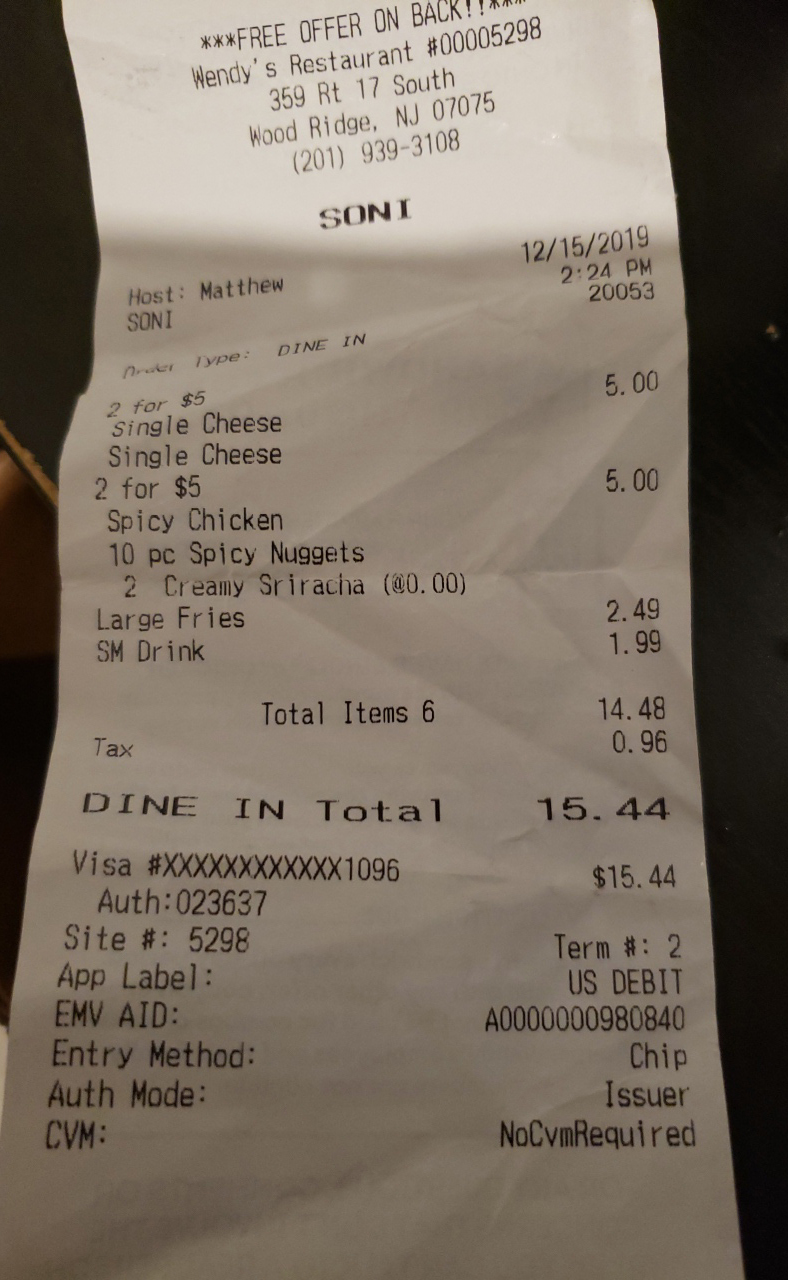 ***FREE OFFER ON BACK!!***
Wendy's Restaurant #00005298
359 Rt 17 South
Wood Ridge, NJ 07075
(201) 939-3108
SONI
12/15/2019
Host: Matthew 2:24 PM
SONI 20053
Order Type: DINE IN
2 for $5 5.00
Single Cheese
Single Cheese
2 for $5 5.00
Spicy Chicken
10 pc Spicy Nuggets
2 Creamy Sriracha (@0.00)
Large Fries 2.49
SM Drink 1.99
Total Items 6 14.48
Tax 0.96
DINE IN Total 15.44
Visa #XXXXXXXXXXXX1096 $15.44
Auth:023637
Site #: 5298 Term #: 2
App Label: US DEBIT
EMV AID: A0000000980840
Entry Method: Chip
Auth Mode: Issuer
CVM: NoCvmRequired